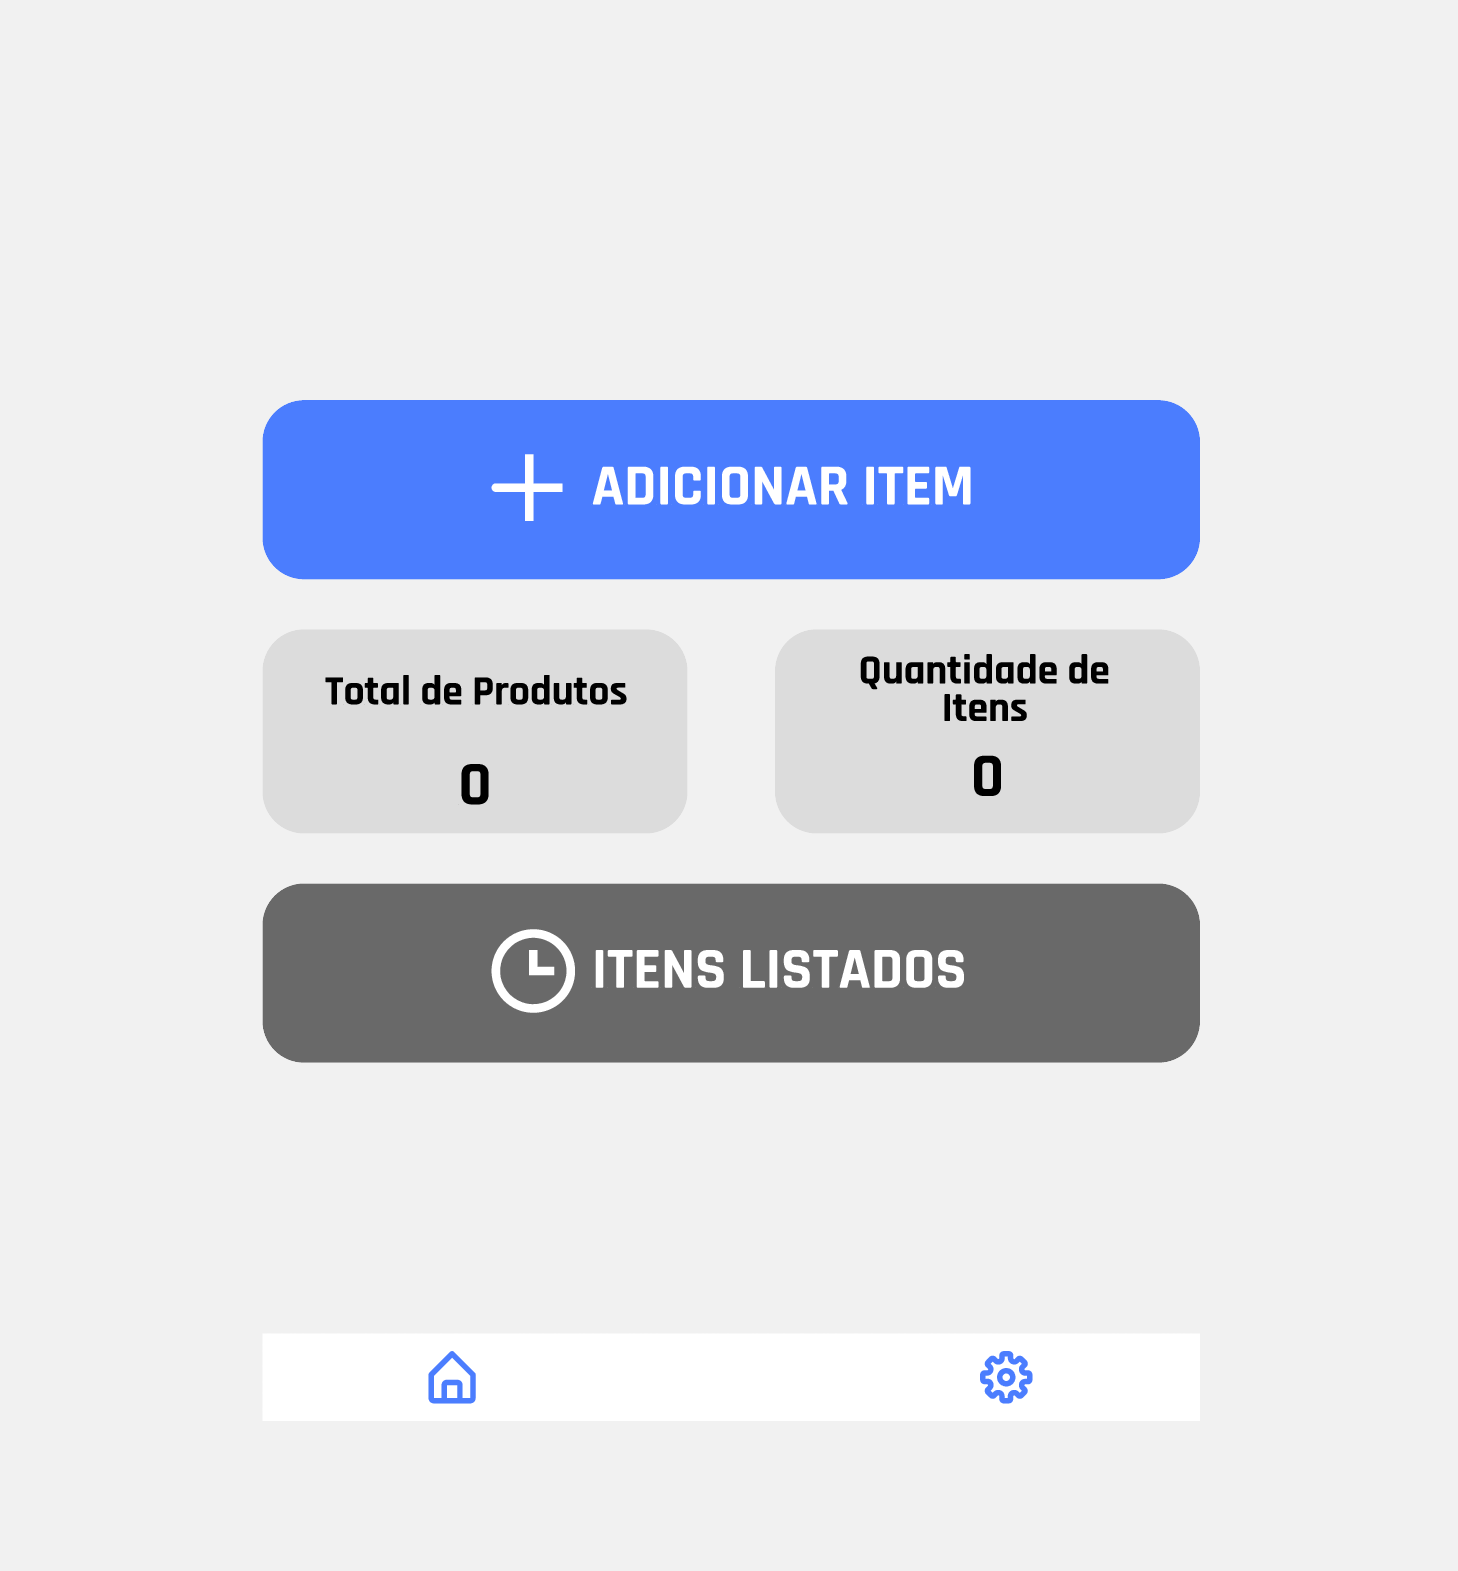 ADICIONAR ITEM
Total de Produtos
0
Quantidade de
Itens
0
ITENS LISTADOS